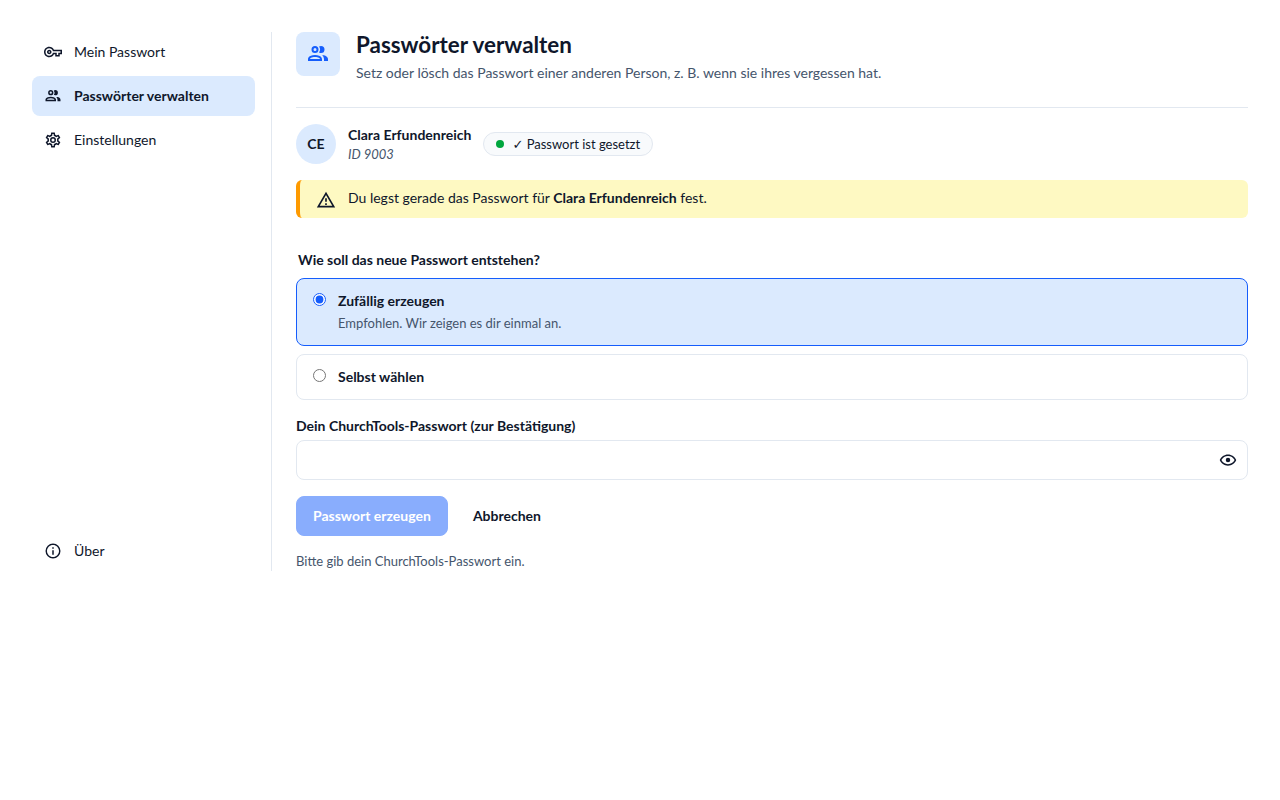 Mein Passwort
Passwörter verwalten
Einstellungen
Über
Passwörter verwalten
Setz oder lösch das Passwort einer anderen Person, z. B. wenn sie ihres vergessen hat.
CE
Clara Erfundenreich
ID 9003
✓ Passwort ist gesetzt
Du legst gerade das Passwort für Clara Erfundenreich fest.
Wie soll das neue Passwort entstehen?
Zufällig erzeugen
Empfohlen. Wir zeigen es dir einmal an.
Selbst wählen
Dein ChurchTools-Passwort (zur Bestätigung)
Passwort erzeugen
Abbrechen
Bitte gib dein ChurchTools-Passwort ein.